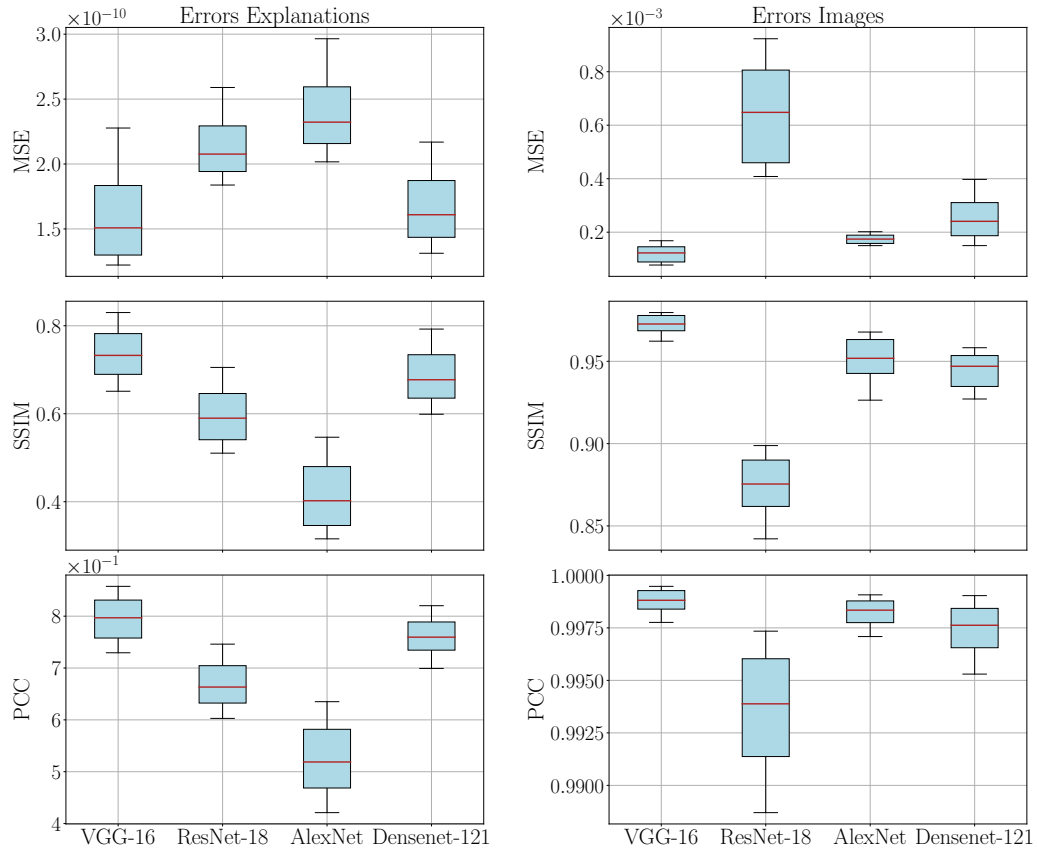 Errors Explanations
×10⁻¹⁰
3.0
2.5
2.0
1.5
MSE
Errors Images
×10⁻³
0.8
0.6
0.4
0.2
MSE
0.8
0.6
0.4
SSIM
0.95
0.90
0.85
SSIM
×10⁻¹
8
7
6
5
4
PCC
VGG-16 ResNet-18 AlexNet Densenet-121
1.0000
0.9975
0.9950
0.9925
0.9900
PCC
VGG-16 ResNet-18 AlexNet Densenet-121